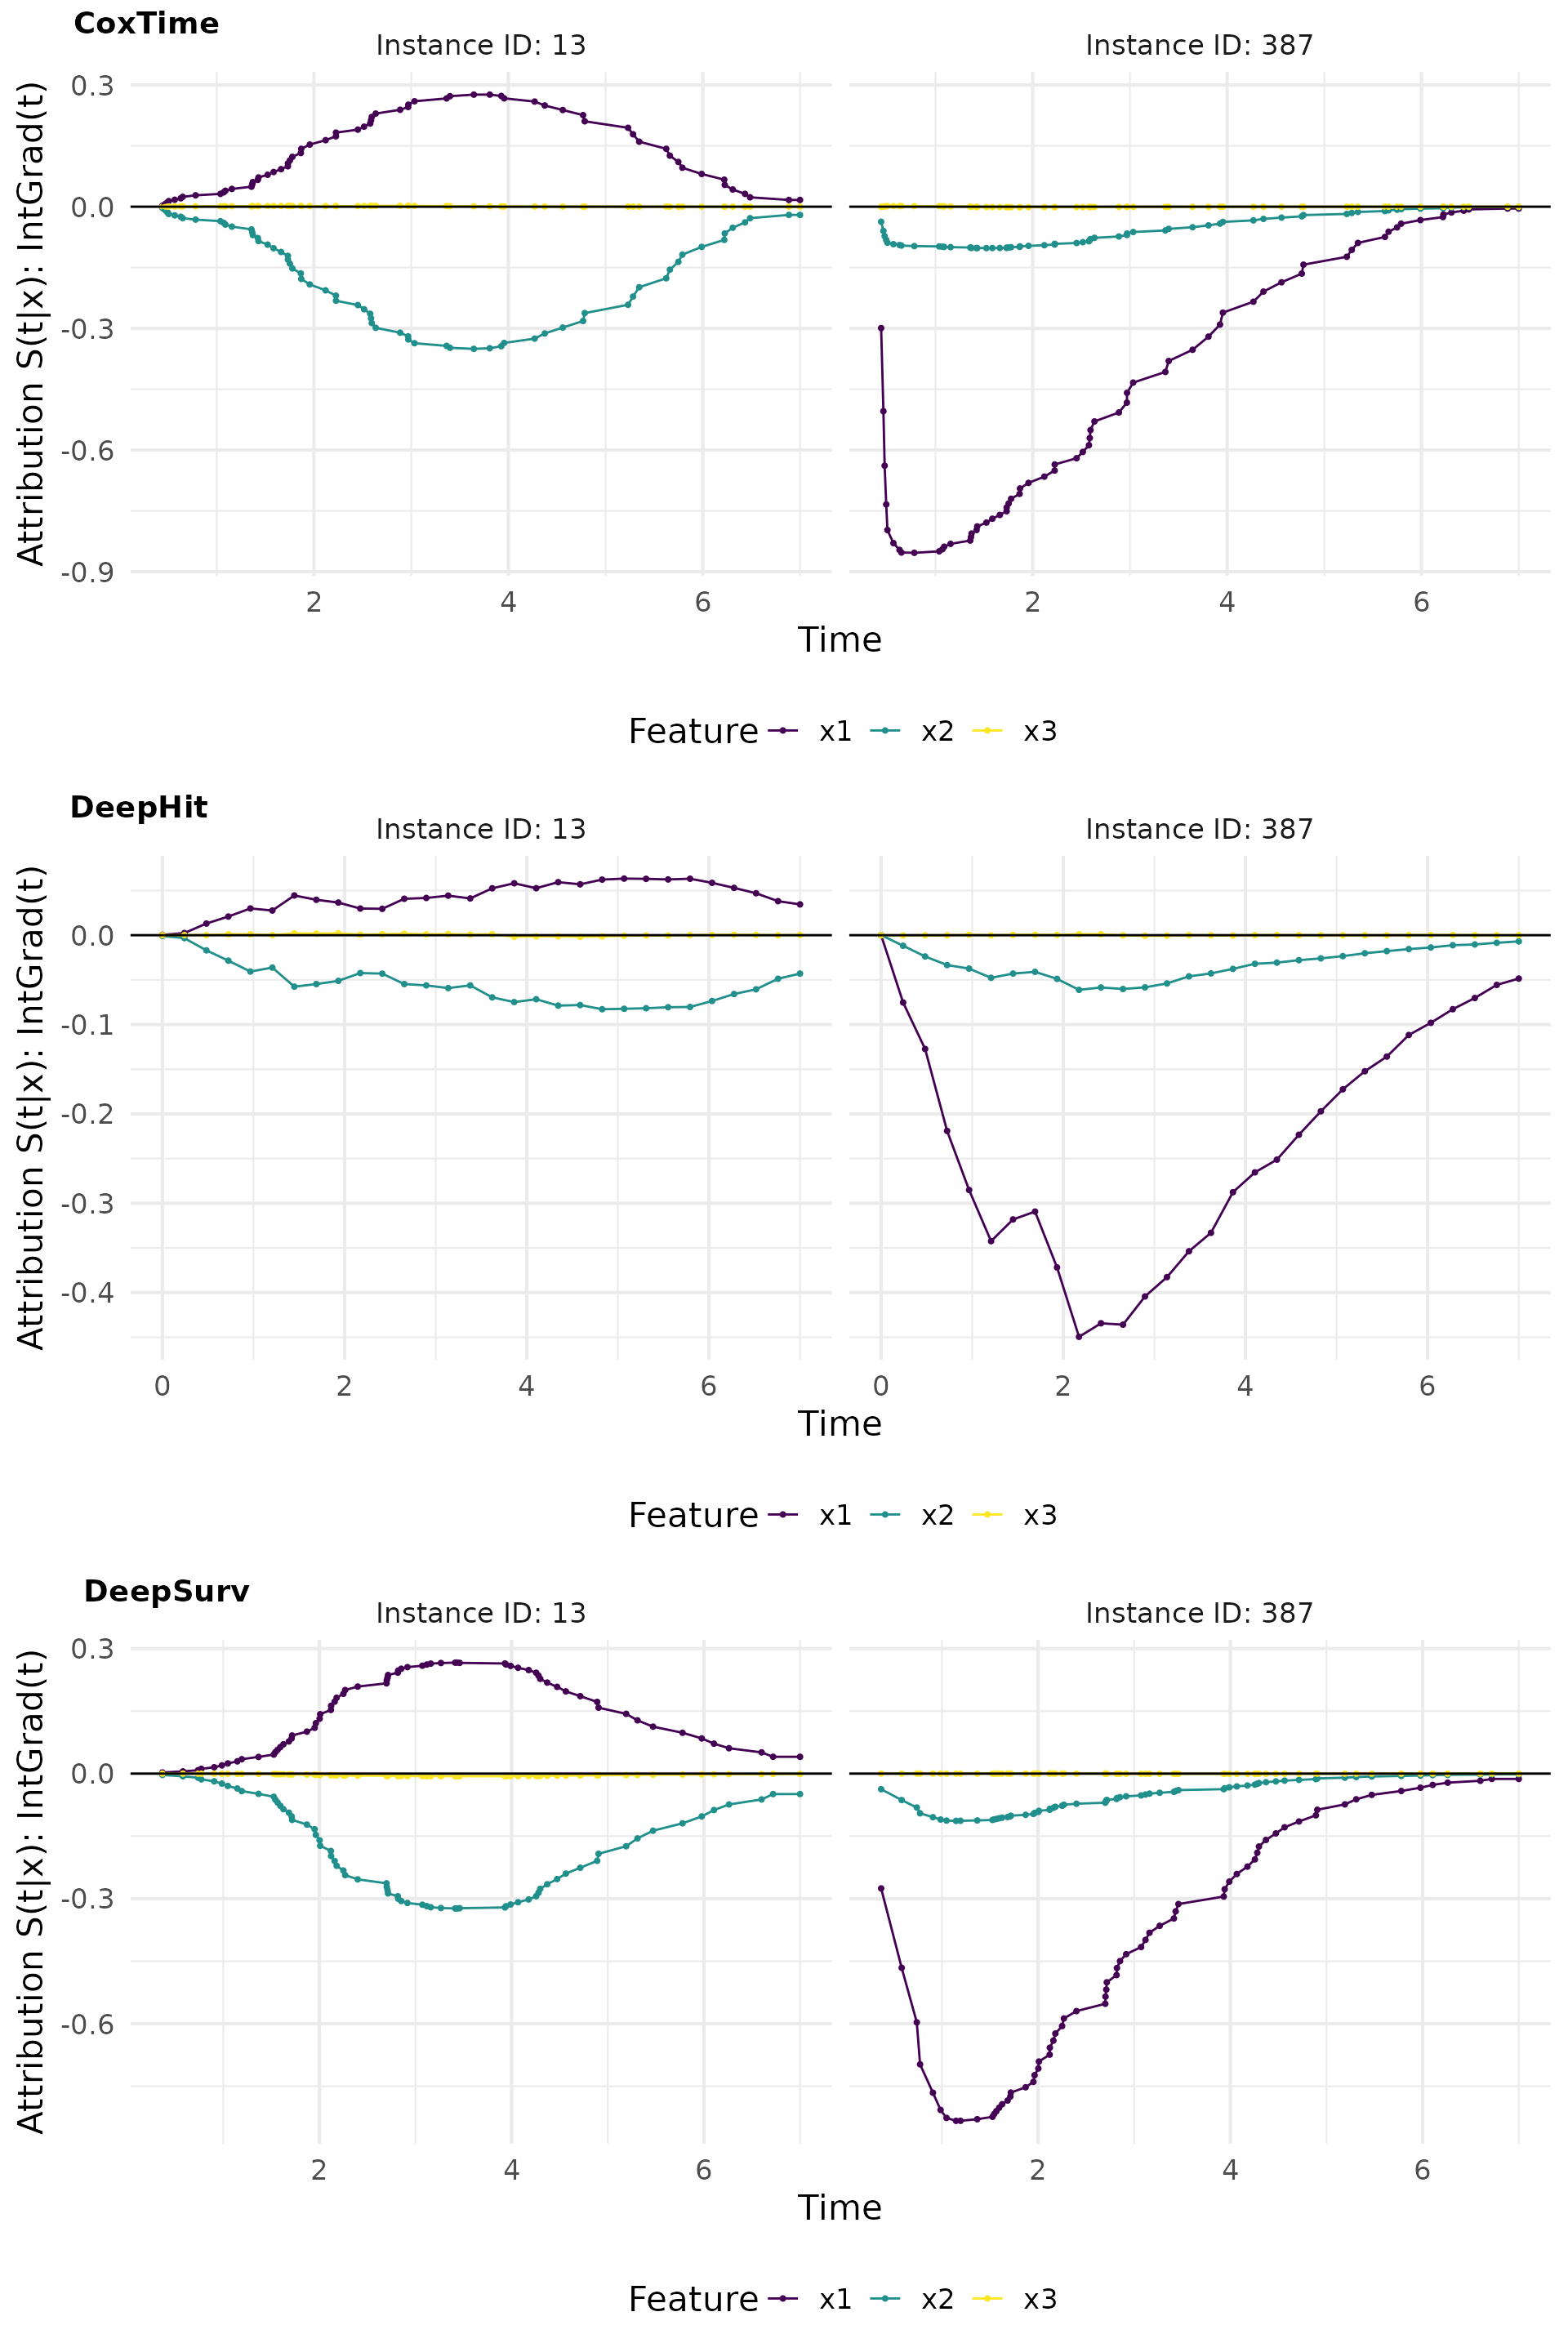 CoxTime
Instance ID: 13
Instance ID: 387
Attribution S(t|x): IntGrad(t)
0.3
0.0
-0.3
-0.6
-0.9
2 4 6
2 4 6
Time
Feature x1 x2 x3
DeepHit
Instance ID: 13
Instance ID: 387
Attribution S(t|x): IntGrad(t)
0.0
-0.1
-0.2
-0.3
-0.4
0 2 4 6
0 2 4 6
Time
Feature x1 x2 x3
DeepSurv
Instance ID: 13
Instance ID: 387
Attribution S(t|x): IntGrad(t)
0.3
0.0
-0.3
-0.6
2 4 6
2 4 6
Time
Feature x1 x2 x3